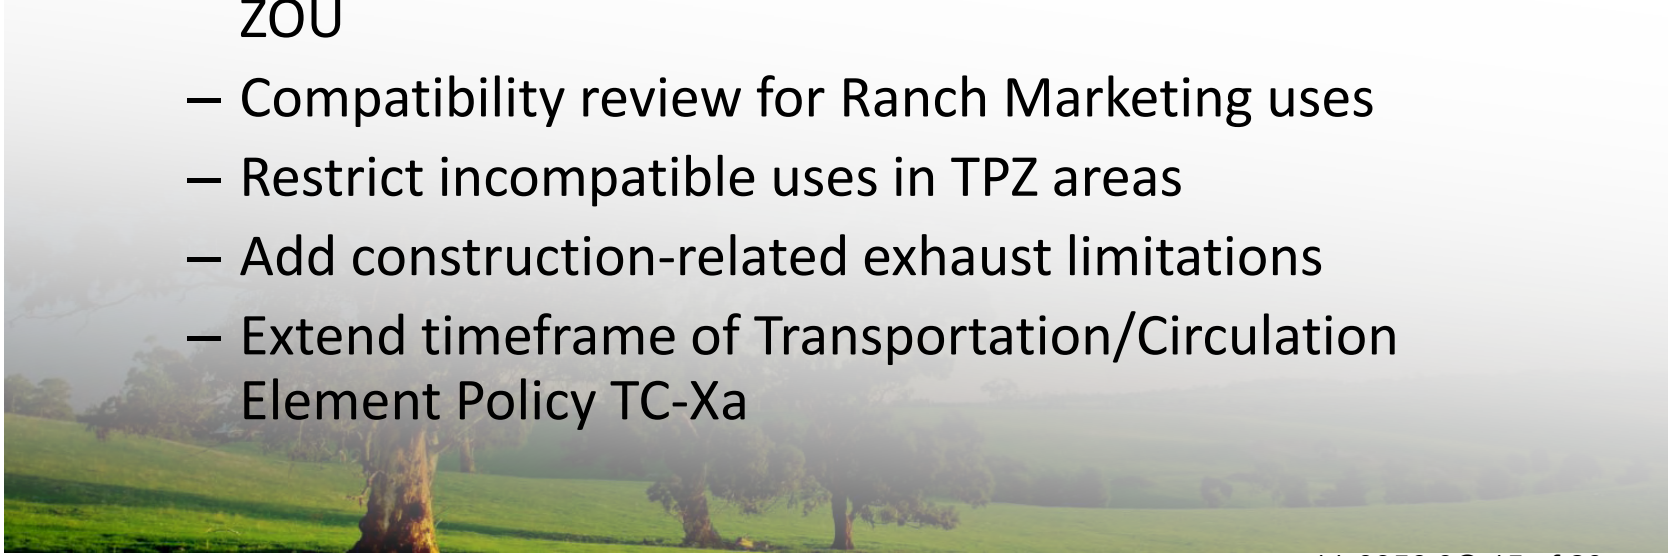 ZOU
– Compatibility review for Ranch Marketing uses
– Restrict incompatible uses in TPZ areas
– Add construction-related exhaust limitations
– Extend timeframe of Transportation/Circulation
Element Policy TC-Xa